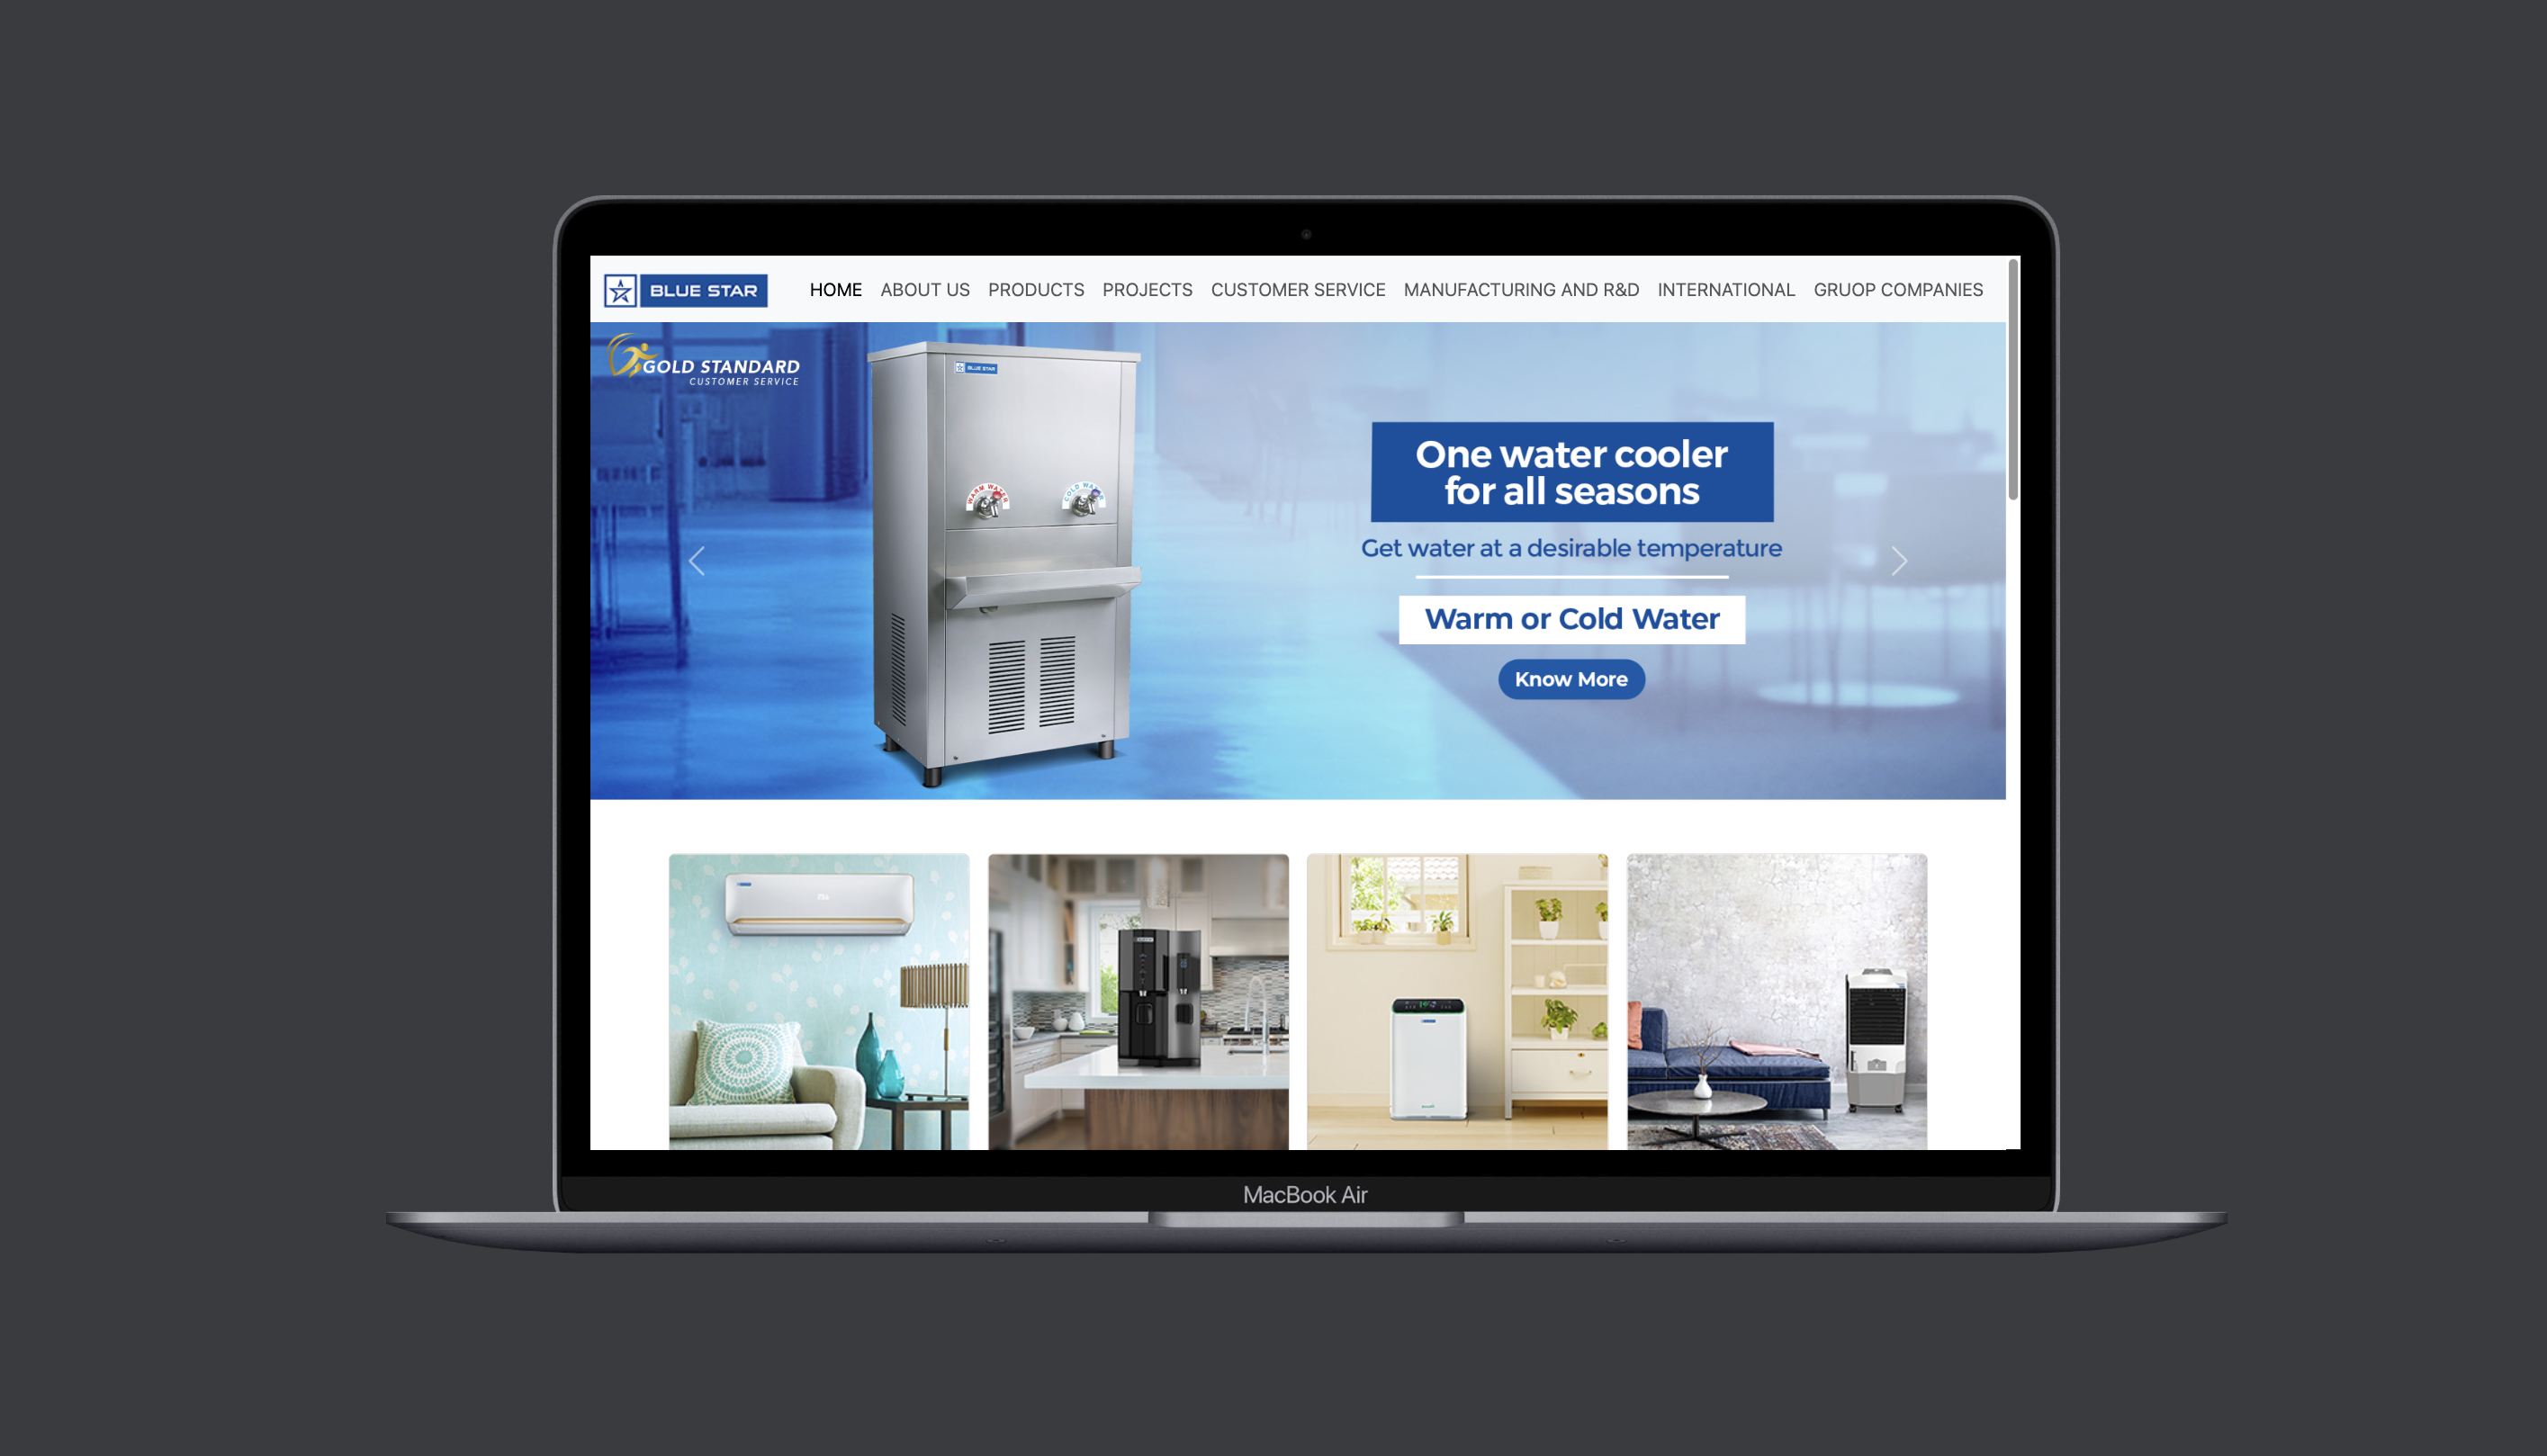 BLUE STAR
HOME ABOUT US PRODUCTS PROJECTS CUSTOMER SERVICE MANUFACTURING AND R&D INTERNATIONAL GRUOP COMPANIES
GOLD STANDARD
CUSTOMER SERVICE
BLUE STAR
WARM WATER
COLD WATER
One water cooler
for all seasons
Get water at a desirable temperature
Warm or Cold Water
Know More
MacBook Air